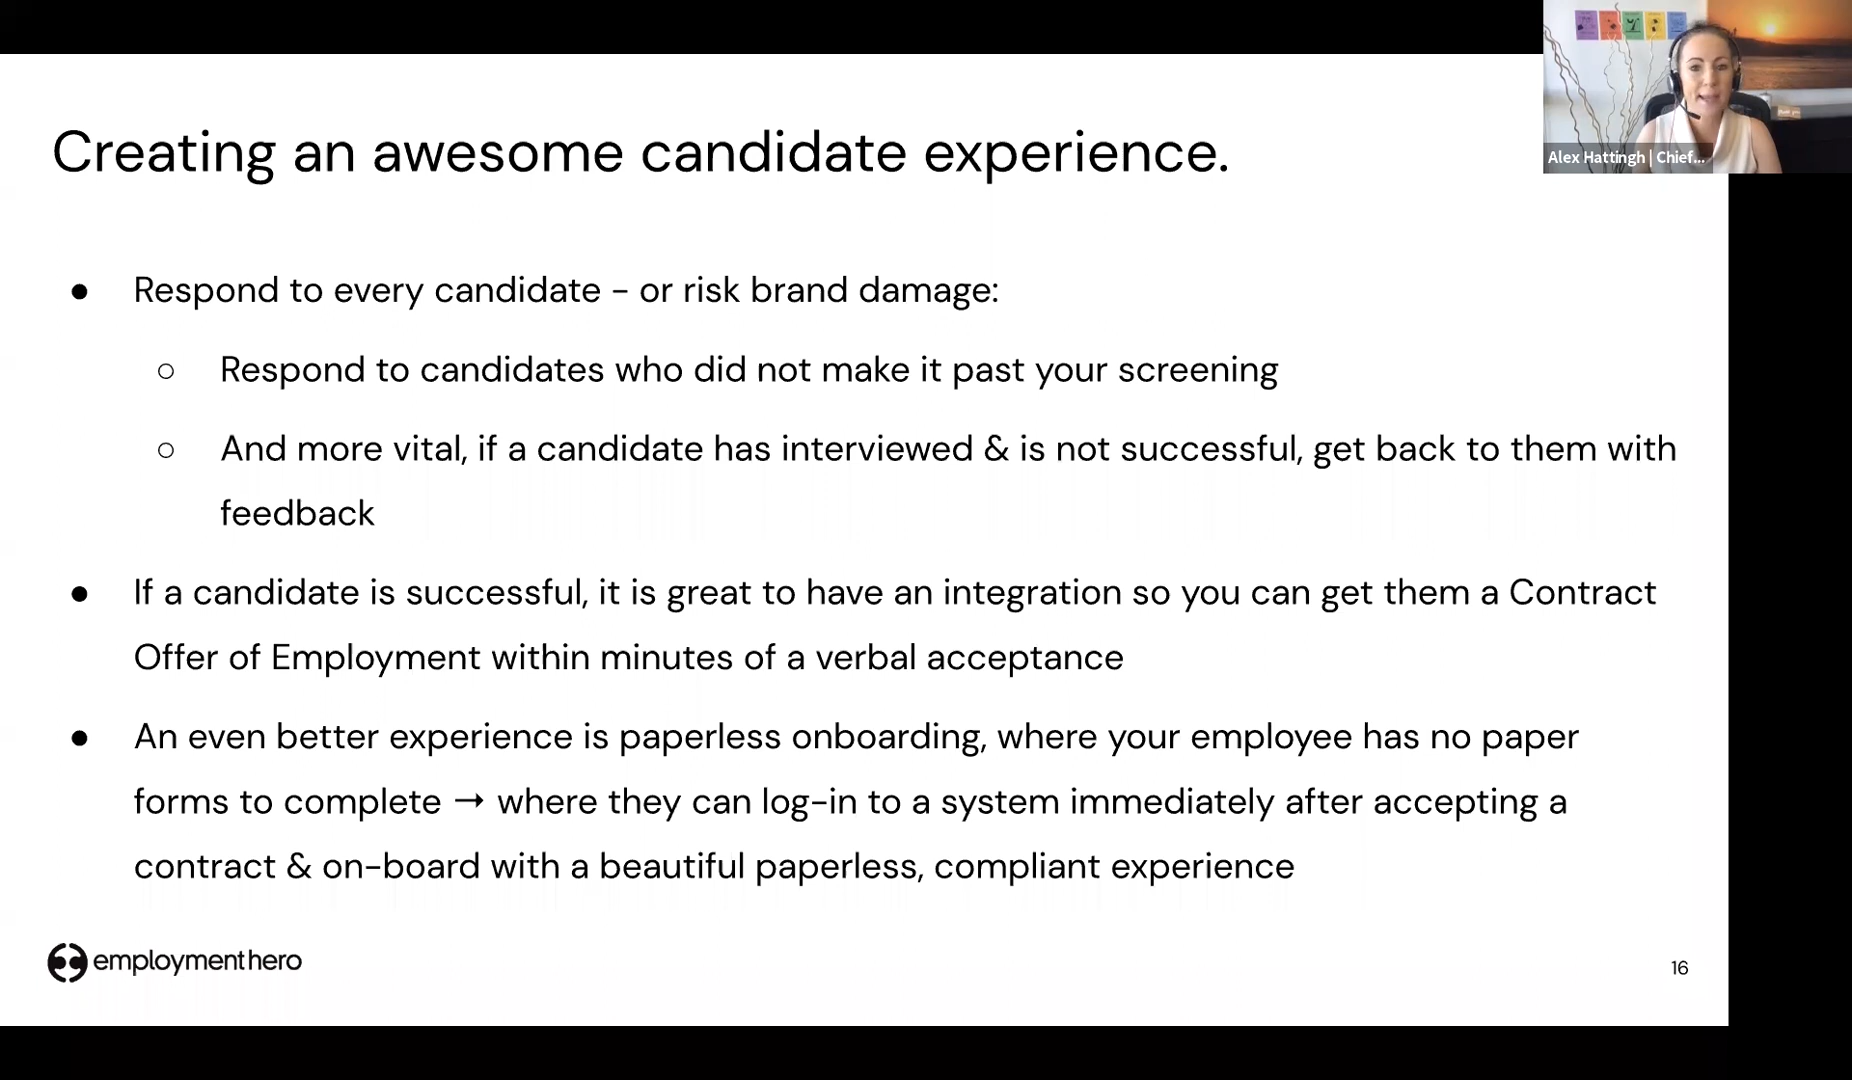 Alex Hattingh | Chief...
Creating an awesome candidate experience.
● Respond to every candidate - or risk brand damage:
○ Respond to candidates who did not make it past your screening
○ And more vital, if a candidate has interviewed & is not successful, get back to them with
feedback
● If a candidate is successful, it is great to have an integration so you can get them a Contract
Offer of Employment within minutes of a verbal acceptance
● An even better experience is paperless onboarding, where your employee has no paper
forms to complete → where they can log-in to a system immediately after accepting a
contract & on-board with a beautiful paperless, compliant experience
employmenthero
16